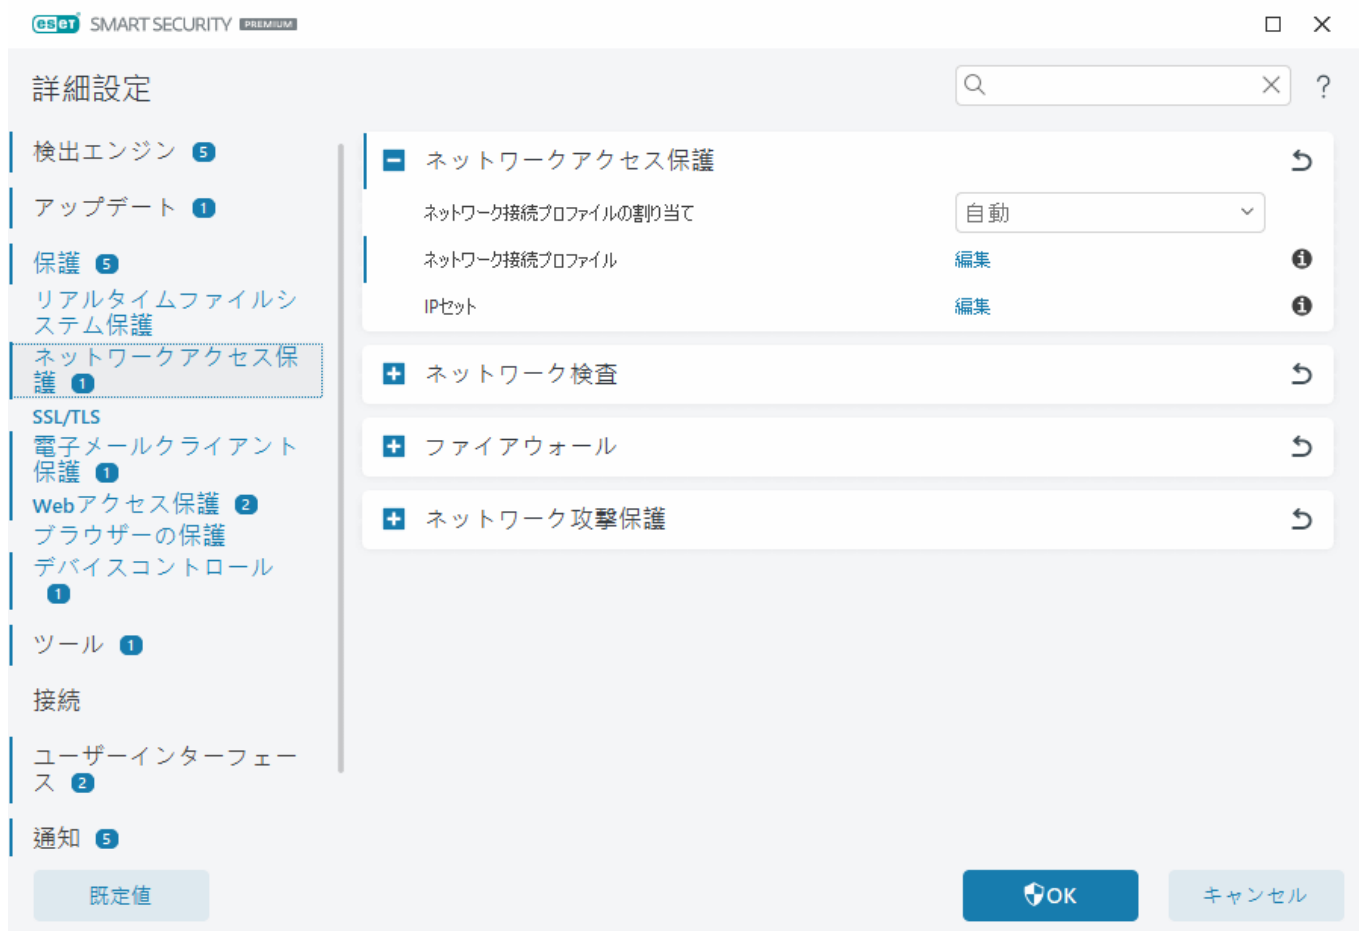 eset SMART SECURITY PREMIUM
詳細設定
?
検出エンジン 5
アップデート 1
保護 5
リアルタイムファイルシ
ステム保護
ネットワークアクセス保
護 1
SSL/TLS
電子メールクライアント
保護 1
Webアクセス保護 2
ブラウザーの保護
デバイスコントロール
1
ツール 1
接続
ユーザーインターフェー
ス 2
通知 5
ネットワークアクセス保護
ネットワーク接続プロファイルの割り当て 自動
ネットワーク接続プロファイル 編集
IPセット 編集
ネットワーク検査
ファイアウォール
ネットワーク攻撃保護
既定値
OK
キャンセル